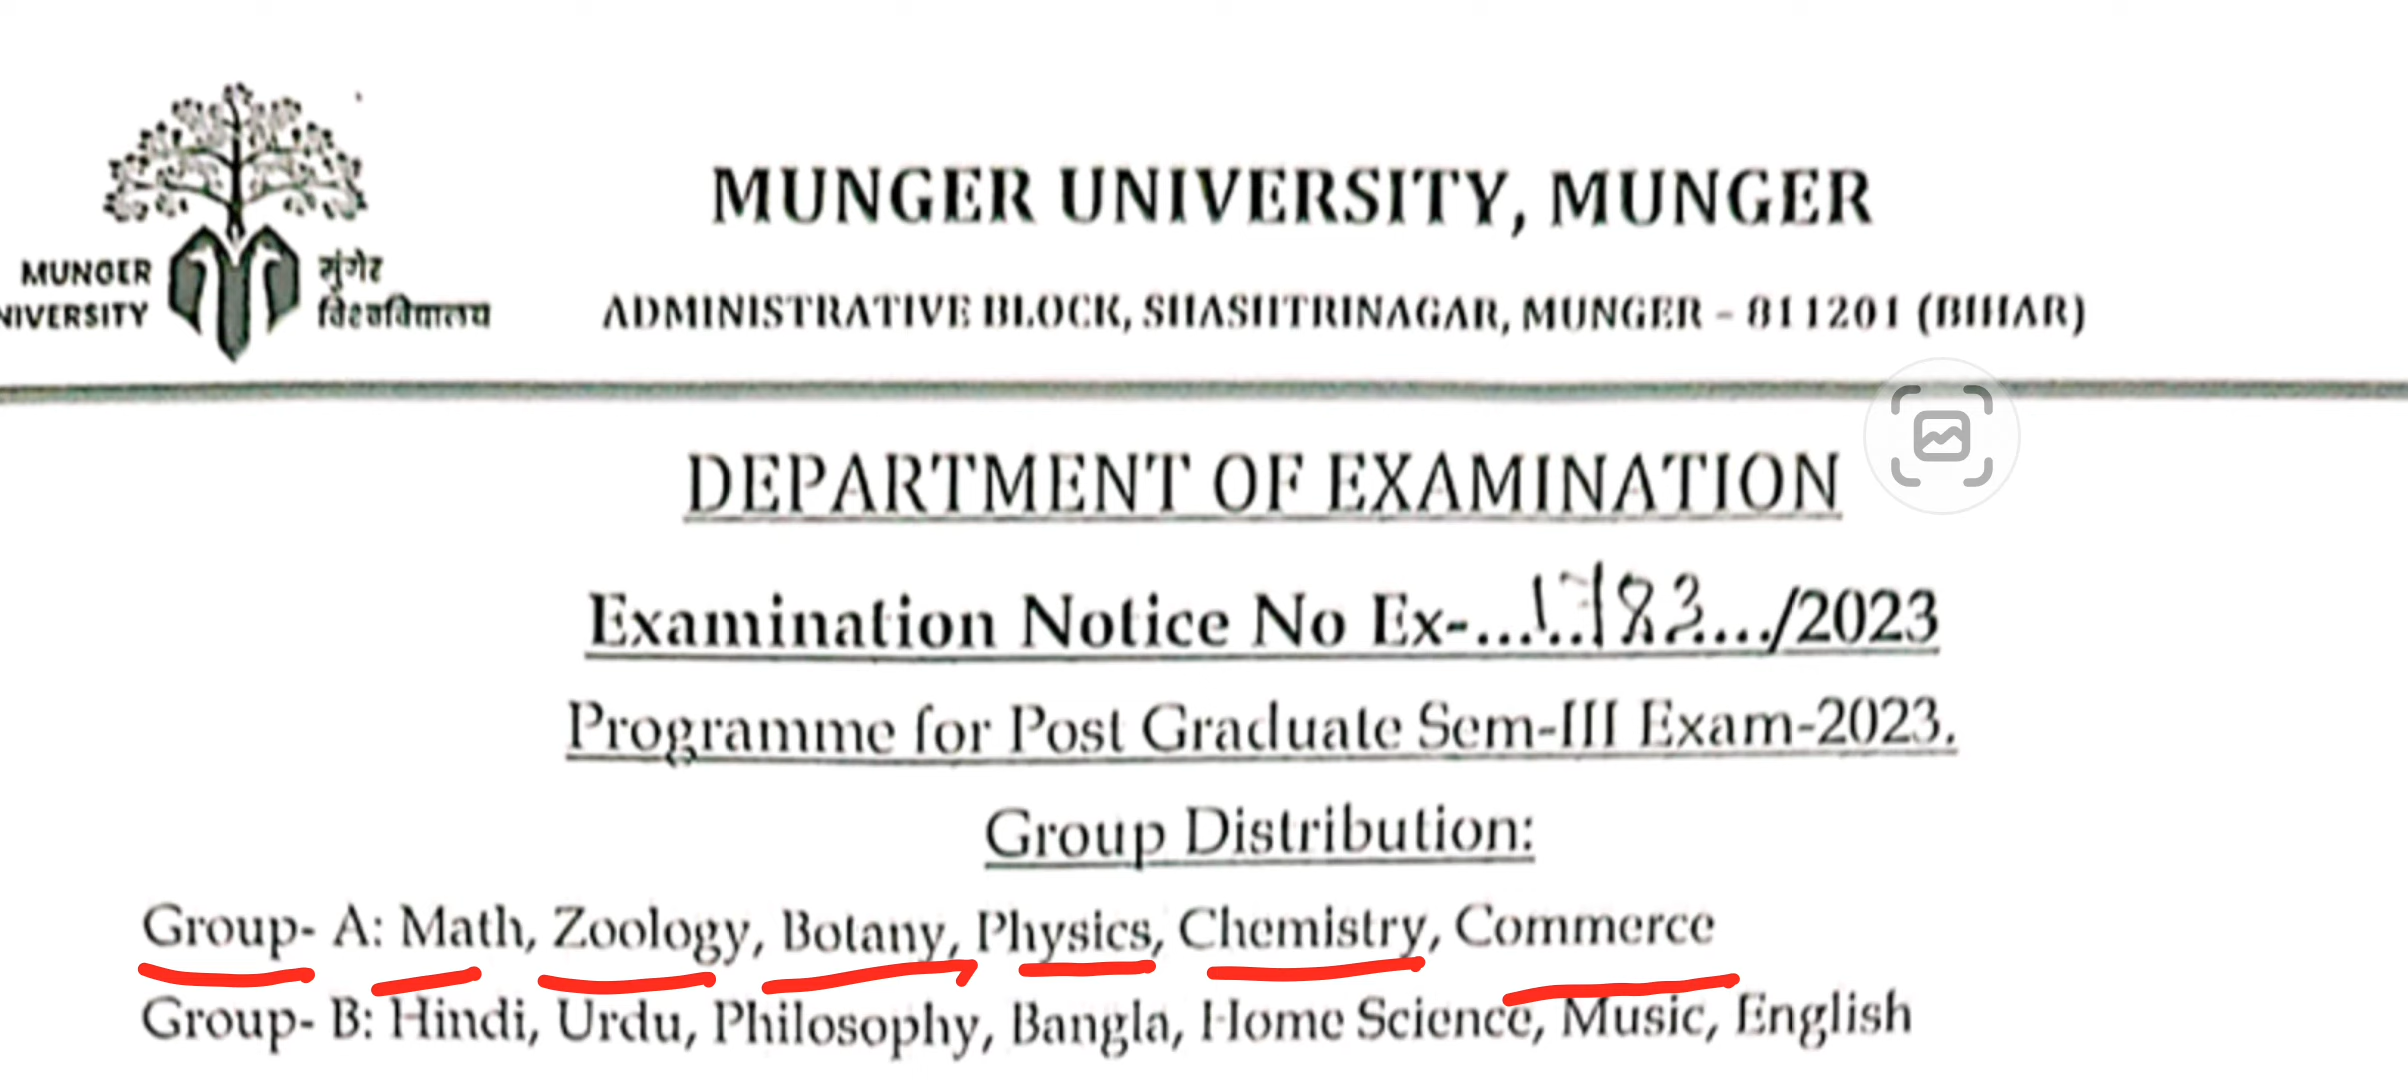 MUNGER UNIVERSITY, MUNGER
MUNGER
NIVERSITY
मुंगेर
विश्वविद्यालय
ADMINISTRATIVE BLOCK, SHASHTRINAGAR, MUNGER - 811201 (BIHAR)
DEPARTMENT OF EXAMINATION
Examination Notice No Ex-.../2023
Programme for Post Graduate Sem-III Exam-2023.
Group Distribution:
Group- A: Math, Zoology, Botany, Physics, Chemistry, Commerce
Group- B: Hindi, Urdu, Philosophy, Bangla, Home Science, Music, English